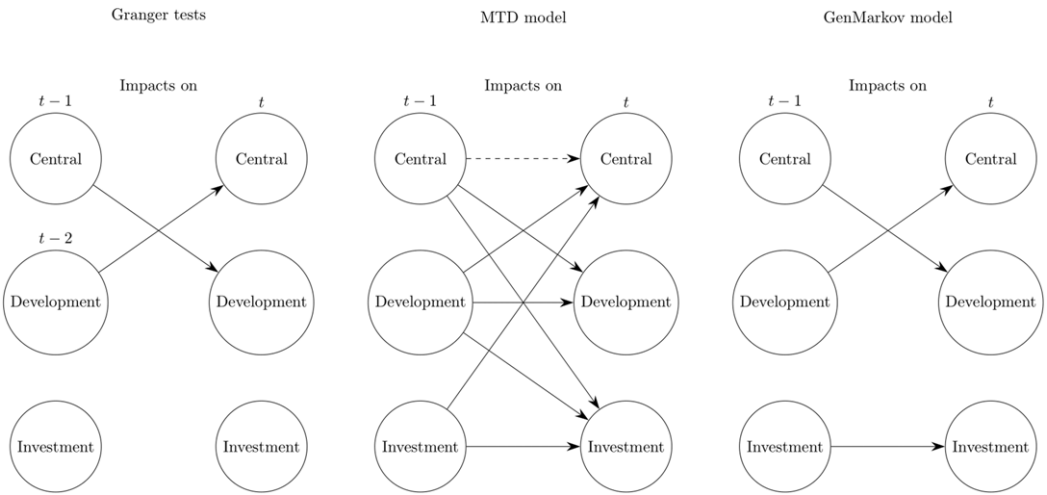 Granger tests
Impacts on
t − 1
t
Central
Central
t − 2
Development
Development
Investment
Investment
MTD model
Impacts on
t − 1
t
Central
Central
Development
Development
Investment
Investment
GenMarkov model
Impacts on
t − 1
t
Central
Central
Development
Development
Investment
Investment